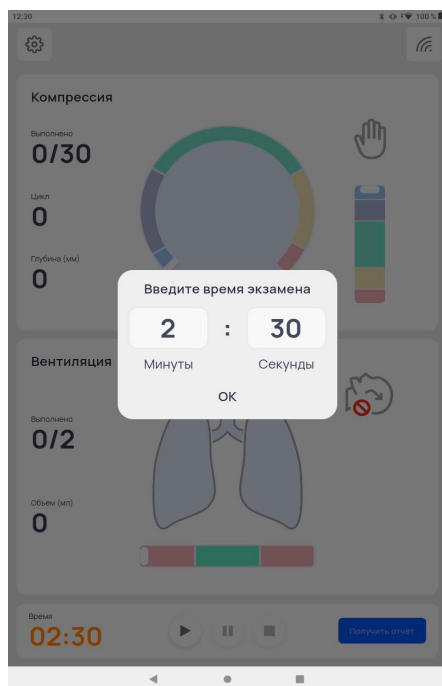 12:30
100 %
Компрессия
Выполнено
0/30
Цикл
0
Глубина (мм)
0
Введите время экзамена
2 : 30
Минуты Секунды
ОК
Вентиляция
Выполнено
0/2
Объем (мл)
0
Время
02:30
Получить отчёт